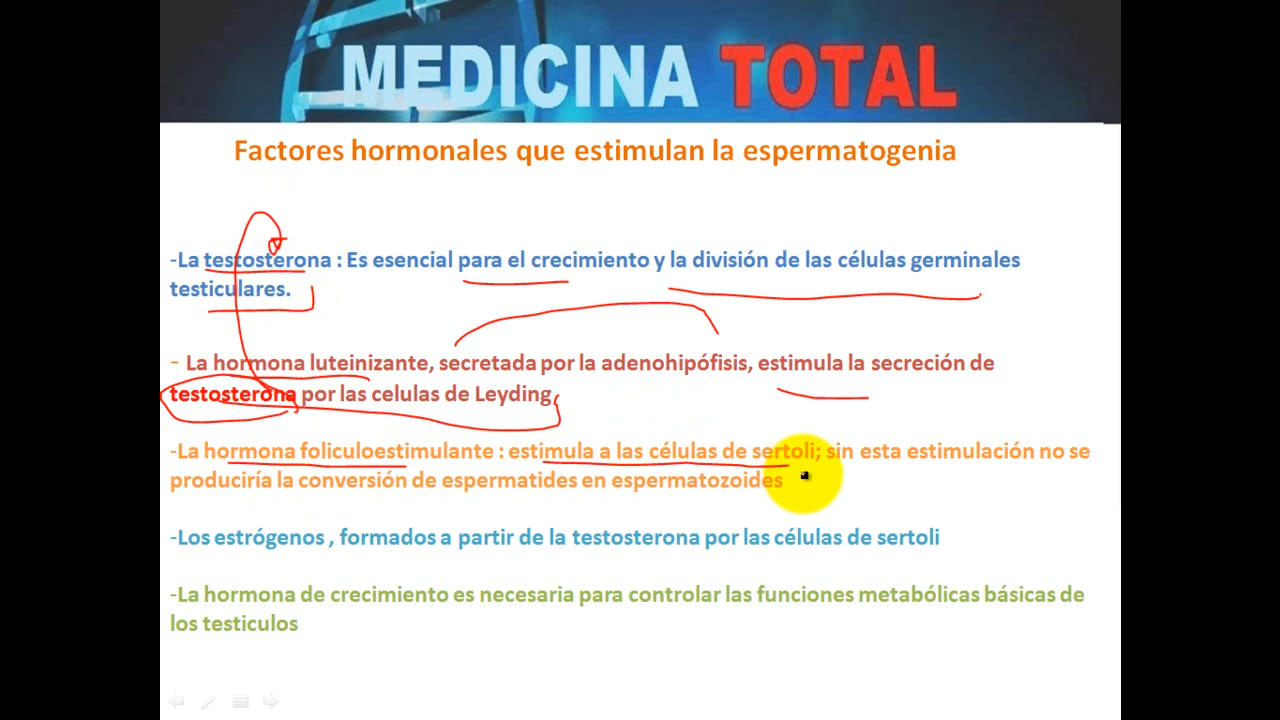 MEDICINA TOTAL
Factores hormonales que estimulan la espermatogenia
-La testosterona : Es esencial para el crecimiento y la división de las células germinales
testiculares.
- La hormona luteinizante, secretada por la adenohipófisis, estimula la secreción de
testosterona por las celulas de Leyding
-La hormona foliculoestimulante : estimula a las células de sertoli; sin esta estimulación no se
produciría la conversión de espermatides en espermatozoides
-Los estrógenos , formados a partir de la testosterona por las células de sertoli
-La hormona de crecimiento es necesaria para controlar las funciones metabólicas básicas de
los testiculos